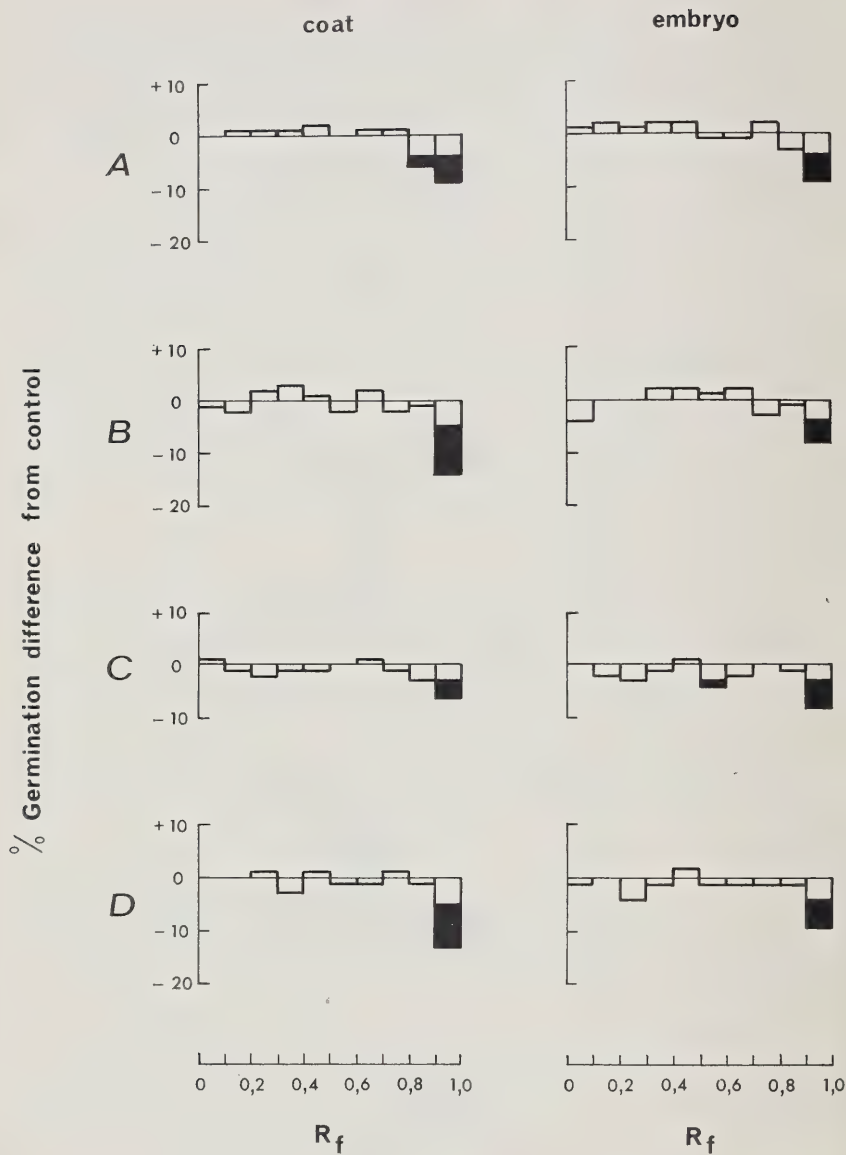 coat embryo
+ 10
0
A
− 10
− 20
+ 10
0
B
− 10
− 20
+ 10
0
C
− 10
+ 10
0
D
− 10
− 20
% Germination difference from control
0 0,2 0,4 0,6 0,8 1,0 0 0,2 0,4 0,6 0,8 1,0
Rf Rf